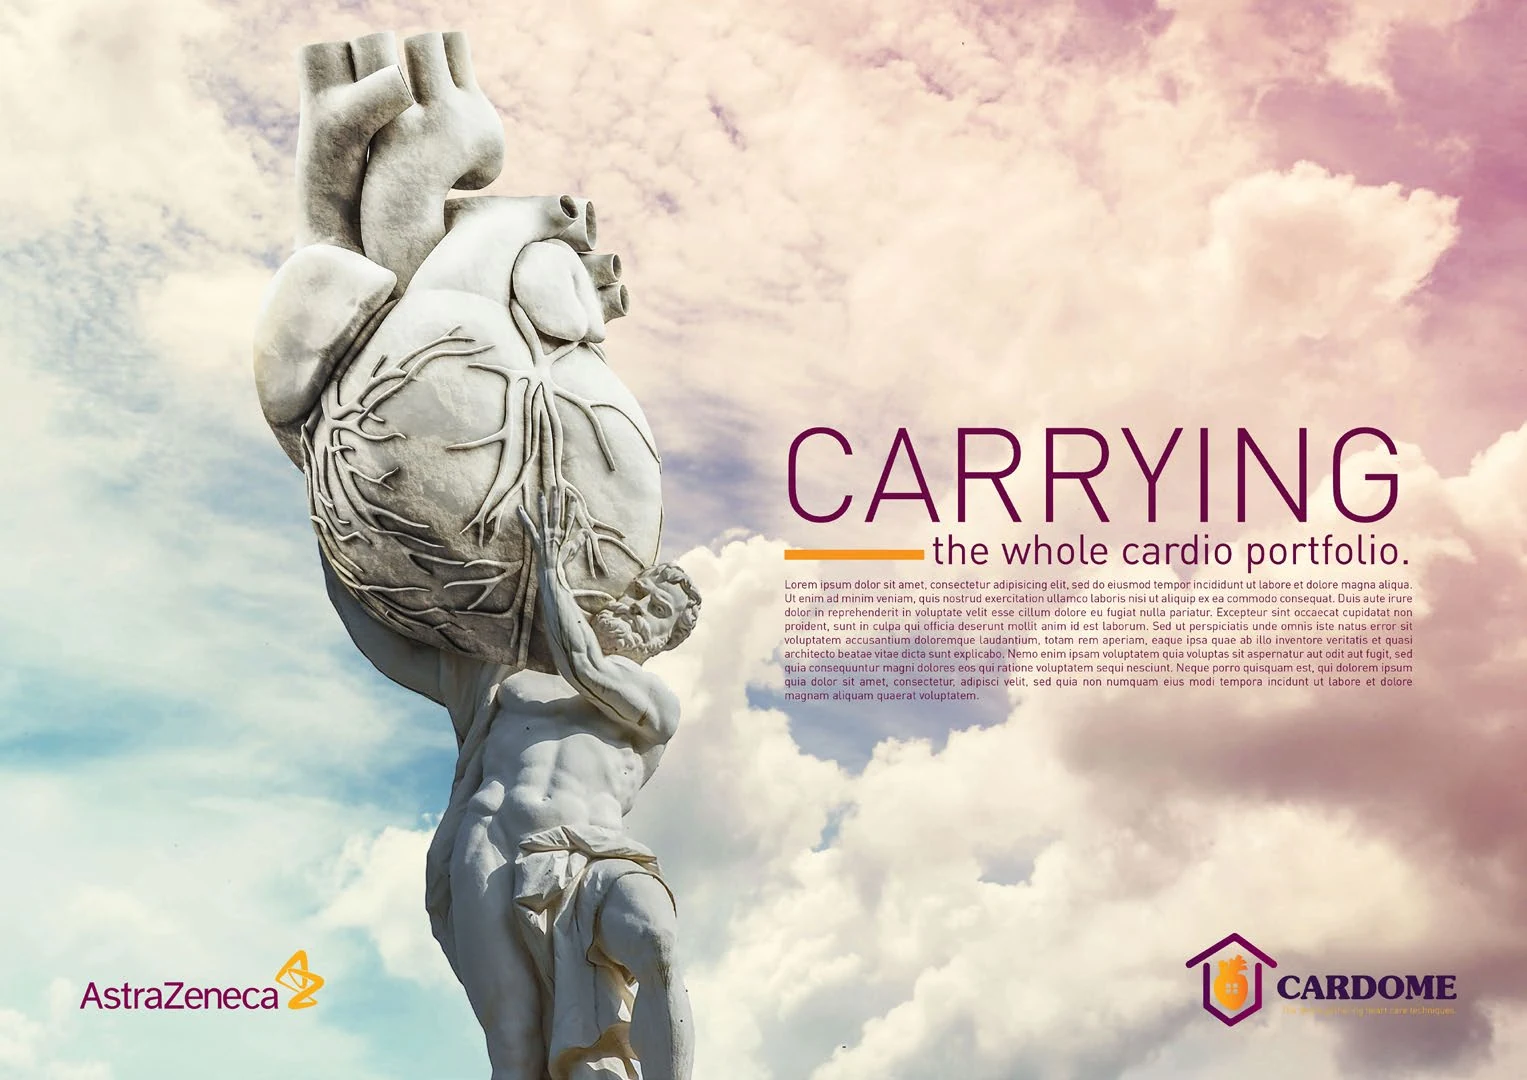 CARRYING
the whole cardio portfolio.
Lorem ipsum dolor sit amet, consectetur adipisicing elit, sed do eiusmod tempor incididunt ut labore et dolore magna aliqua.
Ut enim ad minim veniam, quis nostrud exercitation ullamco laboris nisi ut aliquip ex ea commodo consequat. Duis aute irure
dolor in reprehenderit in voluptate velit esse cillum dolore eu fugiat nulla pariatur. Excepteur sint occaecat cupidatat non
proident, sunt in culpa qui officia deserunt mollit anim id est laborum. Sed ut perspiciatis unde omnis iste natus error sit
voluptatem accusantium doloremque laudantium, totam rem aperiam, eaque ipsa quae ab illo inventore veritatis et quasi
architecto beatae vitae dicta sunt explicabo. Nemo enim ipsam voluptatem quia voluptas sit aspernatur aut odit aut fugit, sed
quia consequuntur magni dolores eos qui ratione voluptatem sequi nesciunt. Neque porro quisquam est, qui dolorem ipsum
quia dolor sit amet, consectetur, adipisci velit, sed quia non numquam eius modi tempora incidunt ut labore et dolore
magnam aliquam quaerat voluptatem.
AstraZeneca
CARDOME
heart care techniques